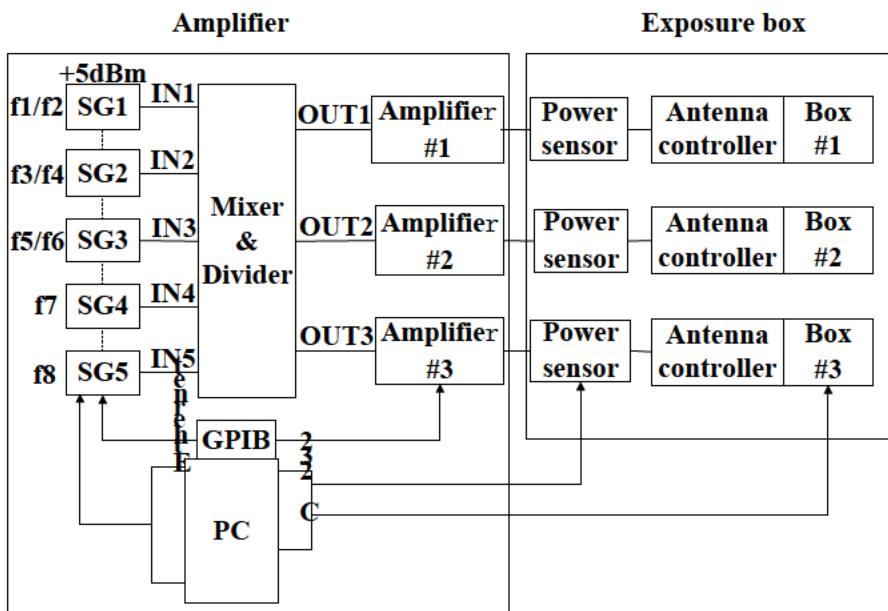 Amplifier
Exposure box
+5dBm
f1/f2 SG1 IN1
f3/f4 SG2 IN2
f5/f6 SG3 IN3
f7 SG4 IN4
f8 SG5 IN5
Mixer
&
Divider
OUT1
OUT2
OUT3
Amplifier
#1
Amplifier
#2
Amplifier
#3
Power
sensor
Power
sensor
Power
sensor
Antenna
controller
Box
#1
Antenna
controller
Box
#2
Antenna
controller
Box
#3
GPIB
PC
232
C